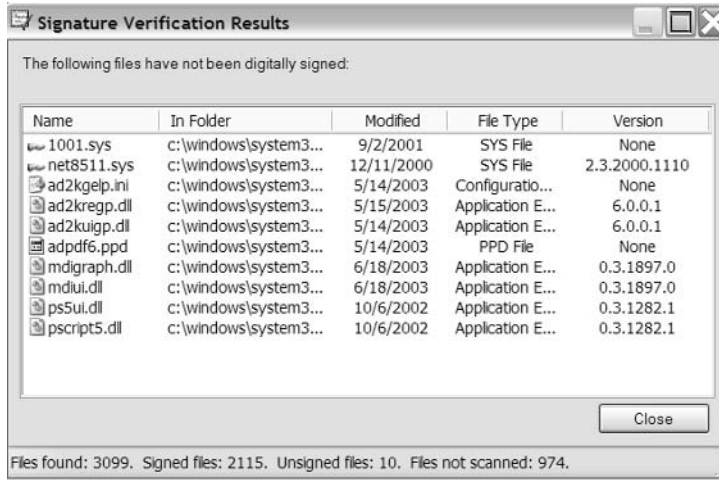 Signature Verification Results
The following files have not been digitally signed:
Name In Folder Modified File Type Version
1001.sys c:\windows\system3... 9/2/2001 SYS File None
net8511.sys c:\windows\system3... 12/11/2000 SYS File 2.3.2000.1110
ad2kgelp.ini c:\windows\system3... 5/14/2003 Configuratio... None
ad2kregp.dll c:\windows\system3... 5/15/2003 Application E... 6.0.0.1
ad2kuigp.dll c:\windows\system3... 5/14/2003 Application E... 6.0.0.1
adpdf6.ppd c:\windows\system3... 5/14/2003 PPD File None
mdigraph.dll c:\windows\system3... 6/18/2003 Application E... 0.3.1897.0
mdiui.dll c:\windows\system3... 6/18/2003 Application E... 0.3.1897.0
ps5ui.dll c:\windows\system3... 10/6/2002 Application E... 0.3.1282.1
pscript5.dll c:\windows\system3... 10/6/2002 Application E... 0.3.1282.1
Close
Files found: 3099. Signed files: 2115. Unsigned files: 10. Files not scanned: 974.